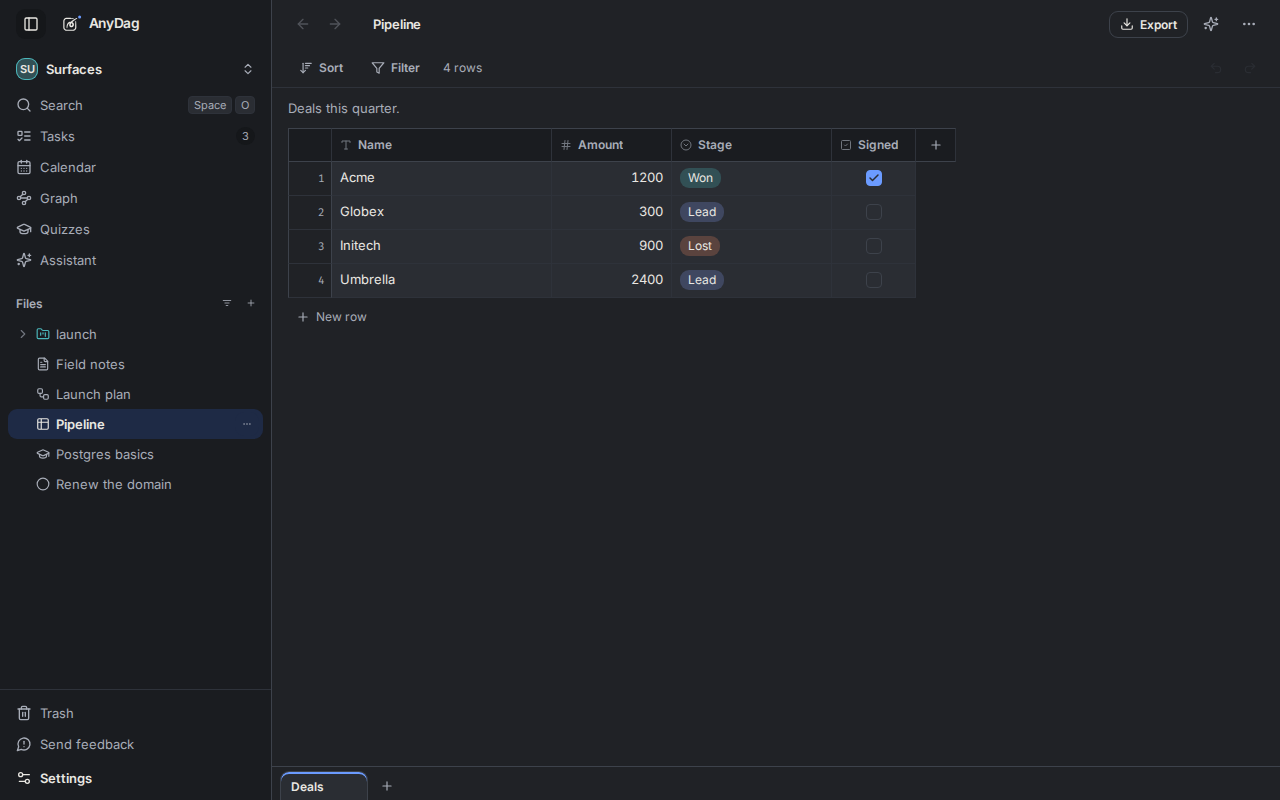 AnyDag
SU Surfaces
Search Space O
Tasks 3
Calendar
Graph
Quizzes
Assistant
Files
launch
Field notes
Launch plan
Pipeline
Postgres basics
Renew the domain
Trash
Send feedback
Settings
Pipeline Export
Sort Filter 4 rows
Deals this quarter.
Name Amount Stage Signed
1 Acme 1200 Won
2 Globex 300 Lead
3 Initech 900 Lost
4 Umbrella 2400 Lead
New row
Deals